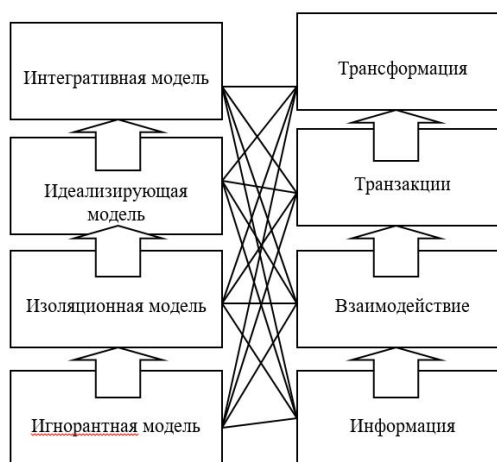 Интегративная модель
Трансформация
Идеализирующая
модель
Транзакции
Изоляционная модель
Взаимодействие
Игнорантная модель
Информация